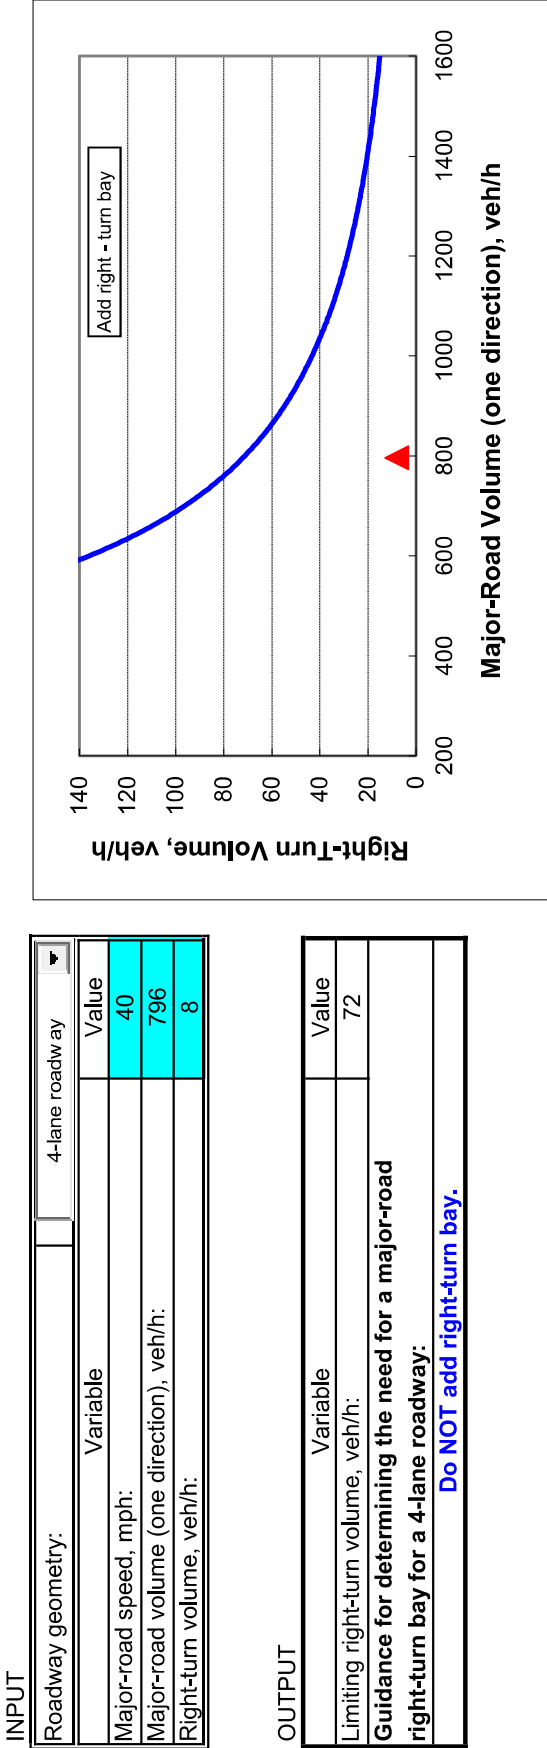 INPUT
Roadway geometry: 4-lane roadway
Variable Value
Major-road speed, mph: 40
Major-road volume (one direction), veh/h: 796
Right-turn volume, veh/h: 8
OUTPUT
Variable Value
Limiting right-turn volume, veh/h: 72
Guidance for determining the need for a major-road
right-turn bay for a 4-lane roadway:
Do NOT add right-turn bay.
Right-Turn Volume, veh/h
140
120
100
80
60
40
20
0
Add right - turn bay
200 400 600 800 1000 1200 1400 1600
Major-Road Volume (one direction), veh/h